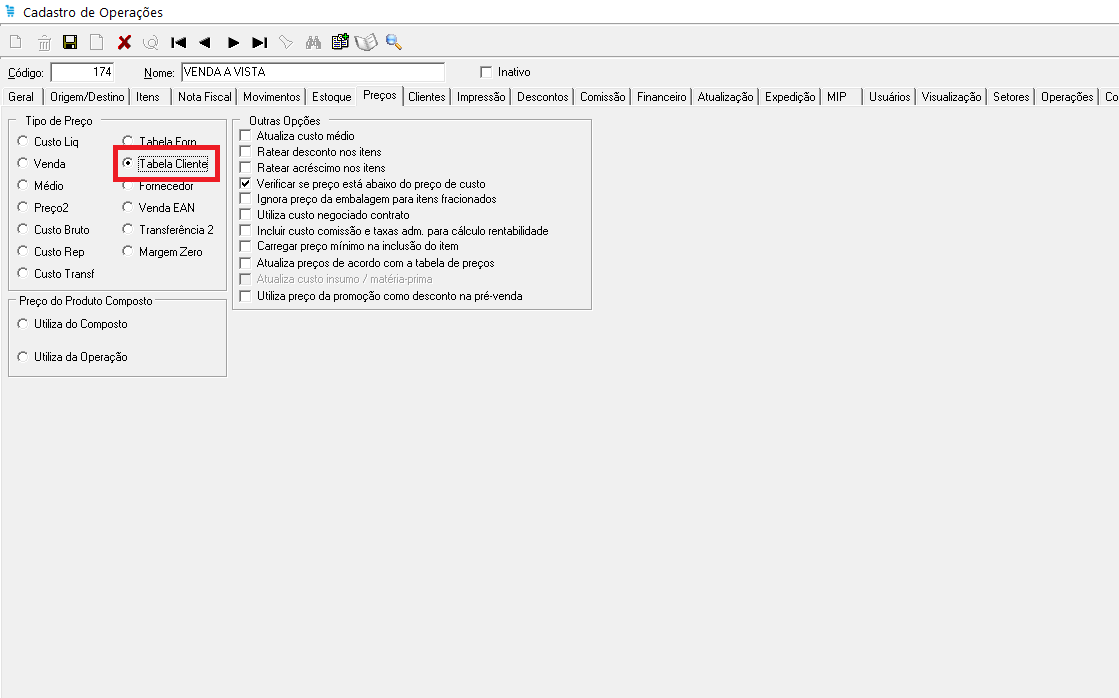 Cadastro de Operações
Código: 174 Nome: VENDA A VISTA Inativo
Geral Origem/Destino Itens Nota Fiscal Movimentos Estoque Preços Clientes Impressão Descontos Comissão Financeiro Atualização Expedição MIP Usuários Visualização Setores Operações Co
Tipo de Preço
Custo Liq
Venda
Médio
Preço2
Custo Bruto
Custo Rep
Custo Transf
Tabela Forn
Tabela Cliente
Fornecedor
Venda EAN
Transferência 2
Margem Zero
Preço do Produto Composto
Utiliza do Composto
Utiliza da Operação
Outras Opções
Atualiza custo médio
Ratear desconto nos itens
Ratear acréscimo nos itens
Verificar se preço está abaixo do preço de custo
Ignora preço da embalagem para itens fracionados
Utiliza custo negociado contrato
Incluir custo comissão e taxas adm. para cálculo rentabilidade
Carregar preço mínimo na inclusão do item
Atualiza preços de acordo com a tabela de preços
Atualiza custo insumo / matéria-prima
Utiliza preço da promoção como desconto na pré-venda